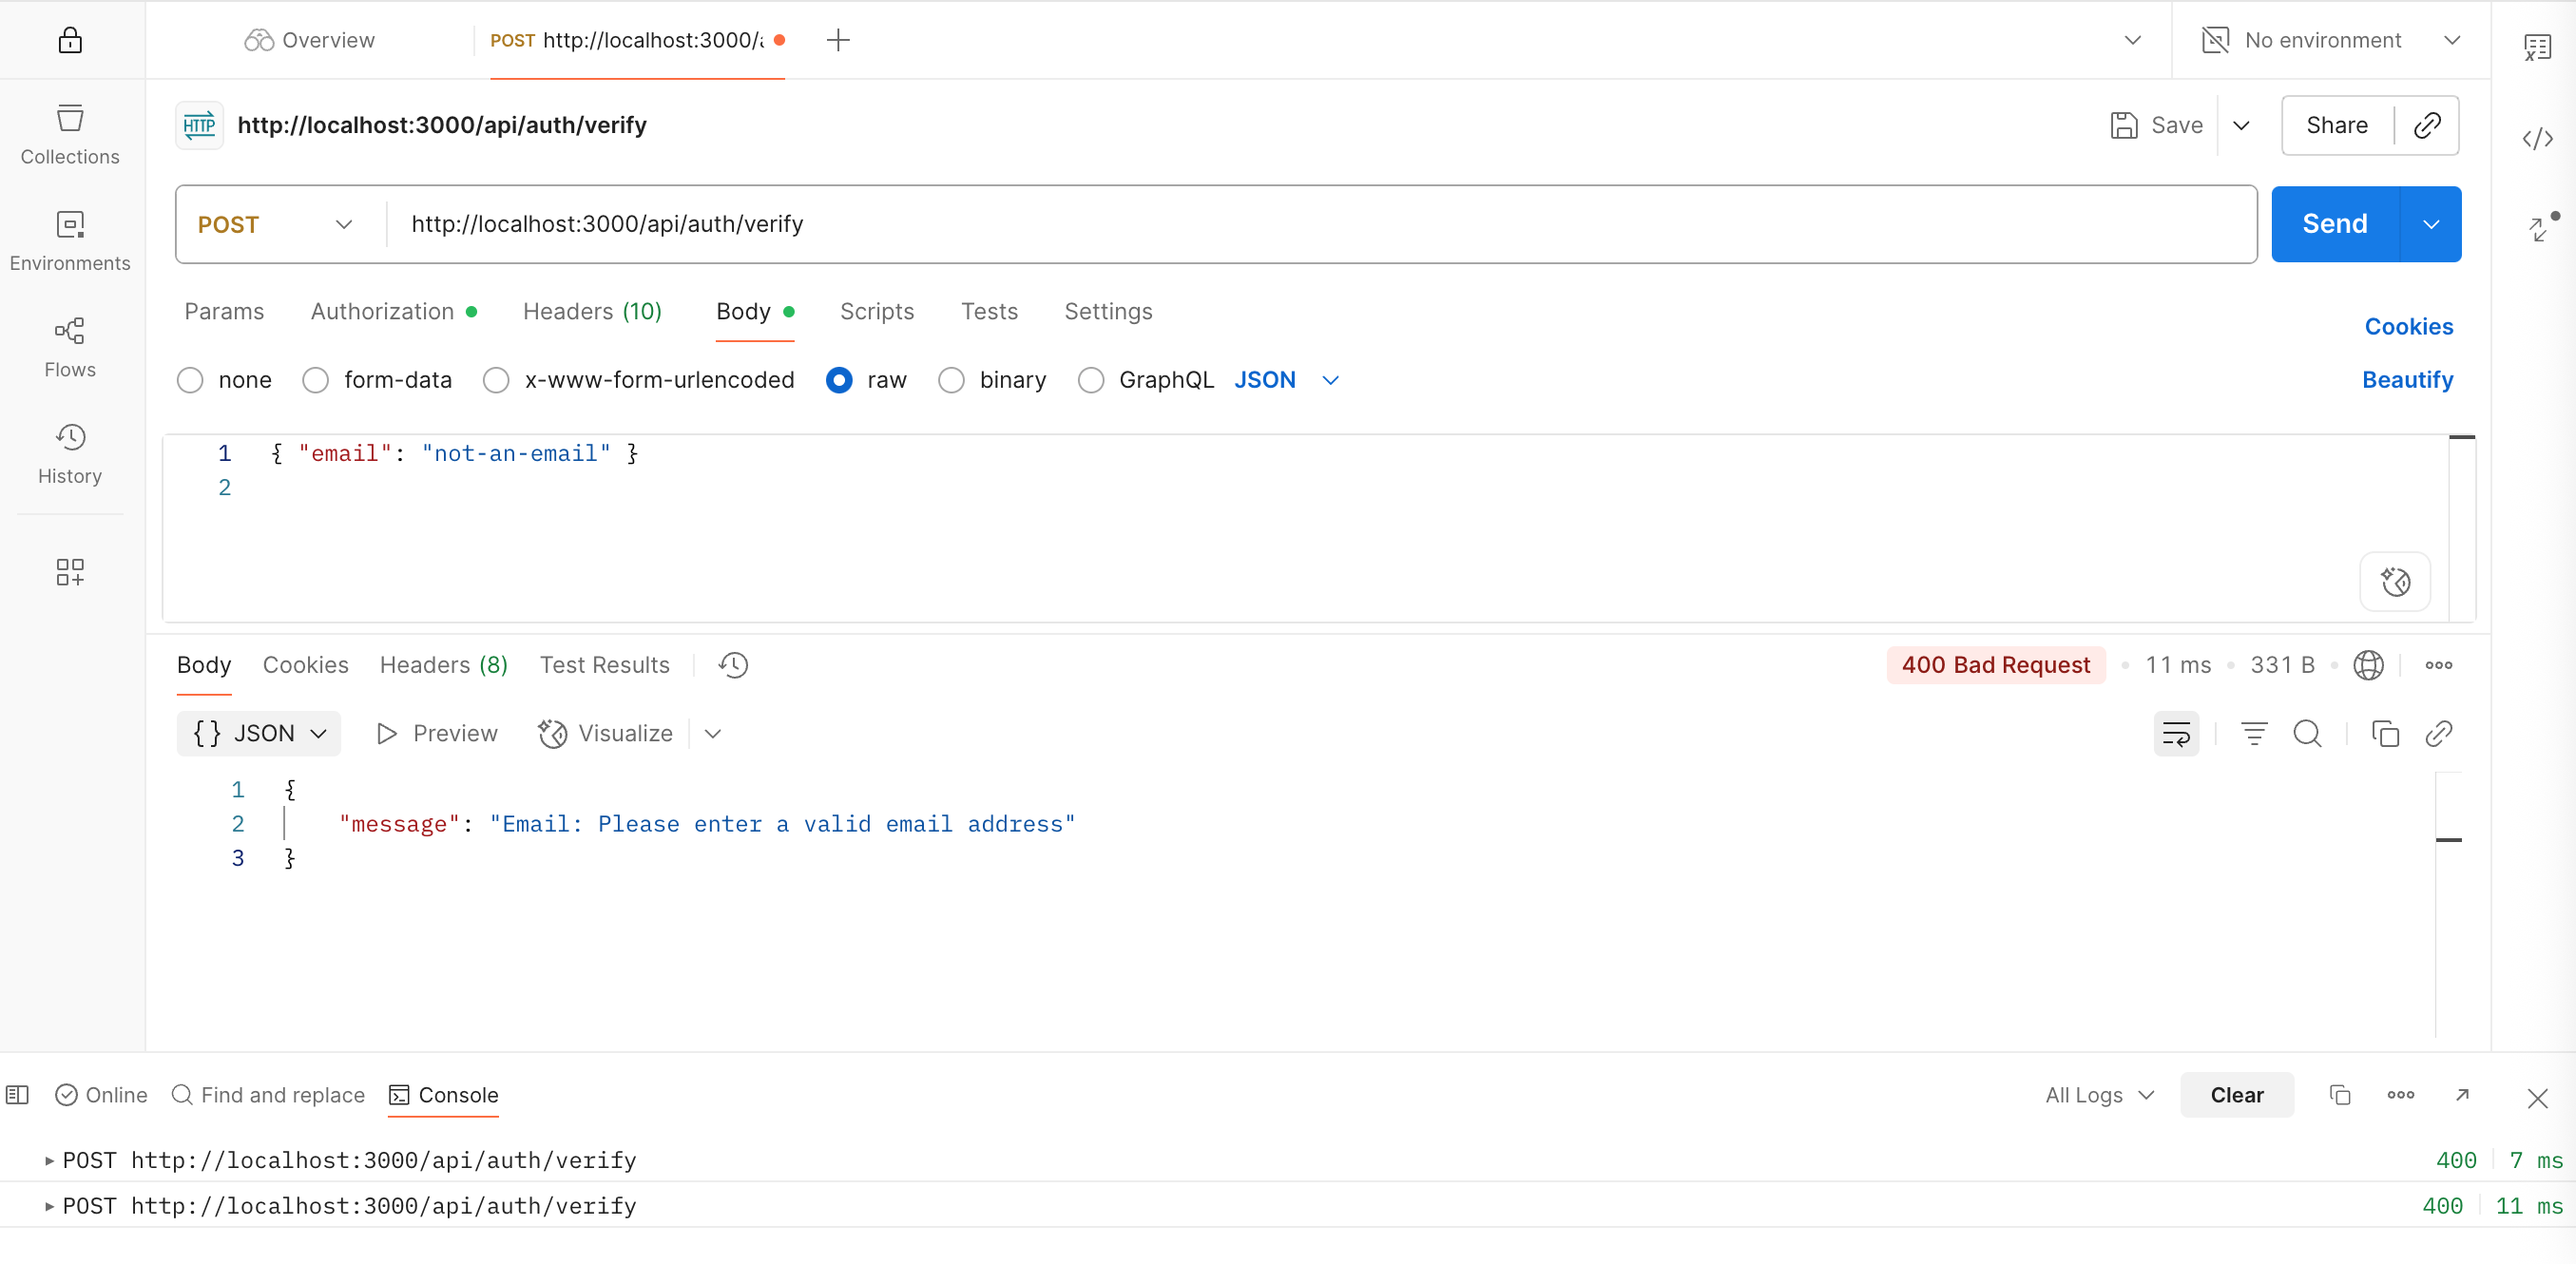 Overview
POST http://localhost:3000/a
No environment
Collections
Environments
Flows
History
HTTP http://localhost:3000/api/auth/verify
Save
Share
POST http://localhost:3000/api/auth/verify
Send
Params Authorization Headers (10) Body Scripts Tests Settings
Cookies
none form-data x-www-form-urlencoded raw binary GraphQL JSON
Beautify
1 { "email": "not-an-email" }
2
Body Cookies Headers (8) Test Results
400 Bad Request • 11 ms • 331 B •
{} JSON Preview Visualize
1 {
2 "message": "Email: Please enter a valid email address"
3 }
Online Find and replace Console
All Logs Clear
POST http://localhost:3000/api/auth/verify 400 7 ms
POST http://localhost:3000/api/auth/verify 400 11 ms